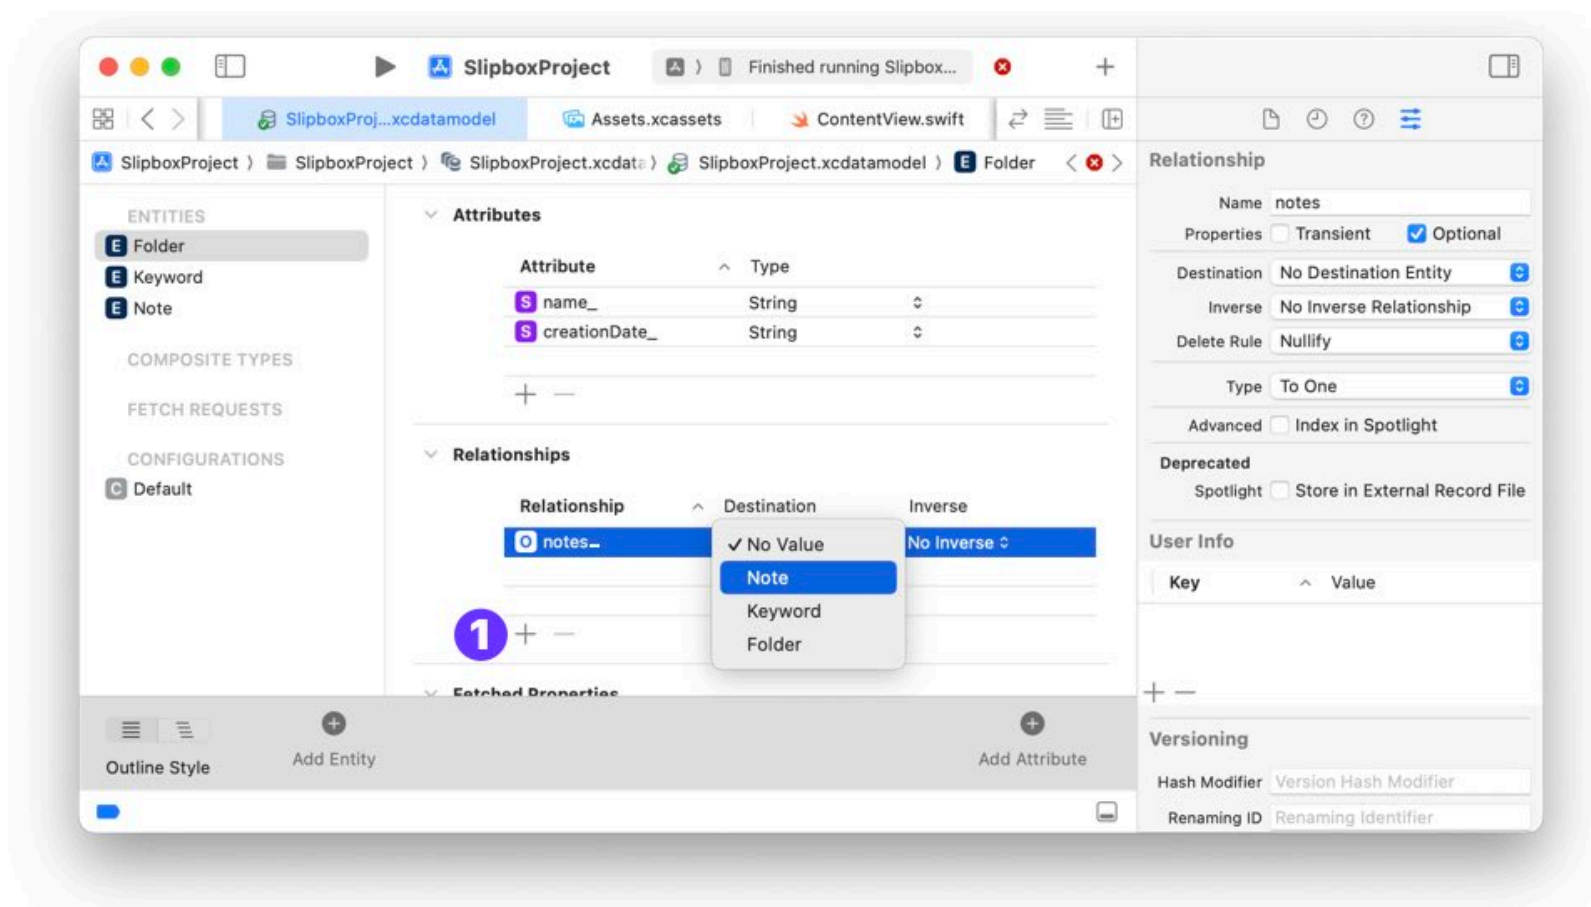 SlipboxProject
Finished running Slipbox...
SlipboxProj...xcdatamodel
Assets.xcassets
ContentView.swift
SlipboxProject
SlipboxProject
SlipboxProject.xcdata
SlipboxProject.xcdatamodel
E Folder
ENTITIES
E Folder
E Keyword
E Note
COMPOSITE TYPES
FETCH REQUESTS
CONFIGURATIONS
C Default
Attributes
Attribute Type
S name_ String
S creationDate_ String
Relationships
Relationship Destination Inverse
O notes_ No Inverse
✓ No Value
Note
Keyword
Folder
1
Fetched Properties
Outline Style
Add Entity
Add Attribute
Relationship
Name notes
Properties Transient Optional
Destination No Destination Entity
Inverse No Inverse Relationship
Delete Rule Nullify
Type To One
Advanced Index in Spotlight
Deprecated
Spotlight Store in External Record File
User Info
Key Value
Versioning
Hash Modifier Version Hash Modifier
Renaming ID Renaming Identifier